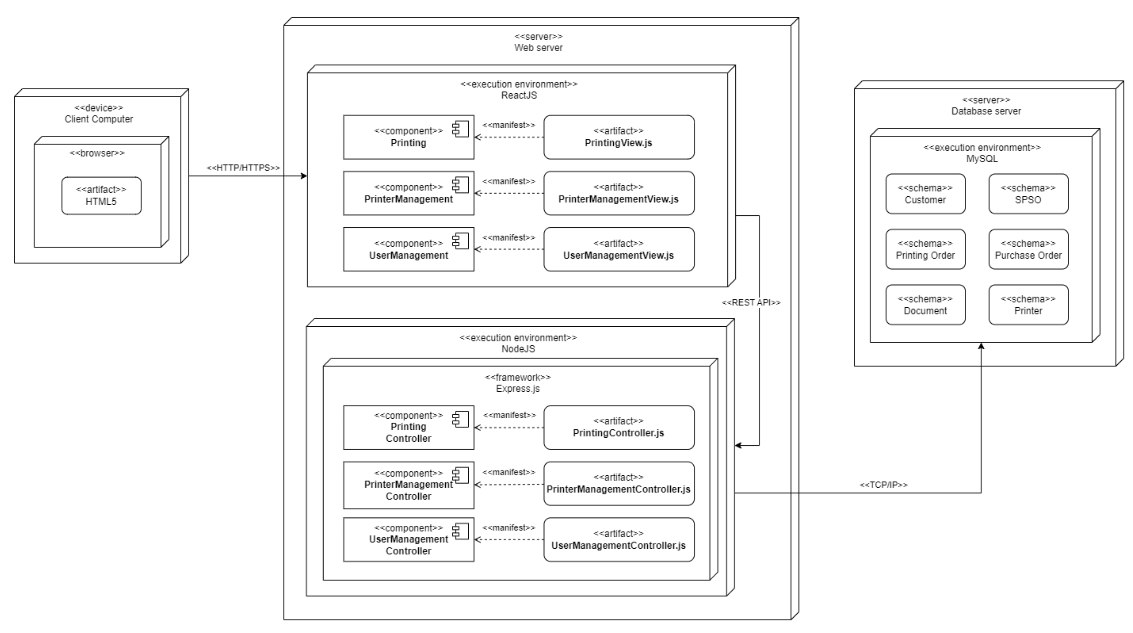 <<device>>
Client Computer
<<browser>>
<<artifact>>
HTML5
<<HTTP/HTTPS>>
<<server>>
Web server
<<execution environment>>
ReactJS
<<component>>
Printing
<<manifest>>
<<artifact>>
PrintingView.js
<<component>>
PrinterManagement
<<manifest>>
<<artifact>>
PrinterManagementView.js
<<component>>
UserManagement
<<manifest>>
<<artifact>>
UserManagementView.js
<<REST API>>
<<execution environment>>
NodeJS
<<framework>>
Express.js
<<component>>
Printing
Controller
<<manifest>>
<<artifact>>
PrintingController.js
<<component>>
PrinterManagement
Controller
<<manifest>>
<<artifact>>
PrinterManagementController.js
<<component>>
UserManagement
Controller
<<manifest>>
<<artifact>>
UserManagementController.js
<<TCP/IP>>
<<server>>
Database server
<<execution environment>>
MySQL
<<schema>>
Customer
<<schema>>
SPSO
<<schema>>
Printing Order
<<schema>>
Purchase Order
<<schema>>
Document
<<schema>>
Printer